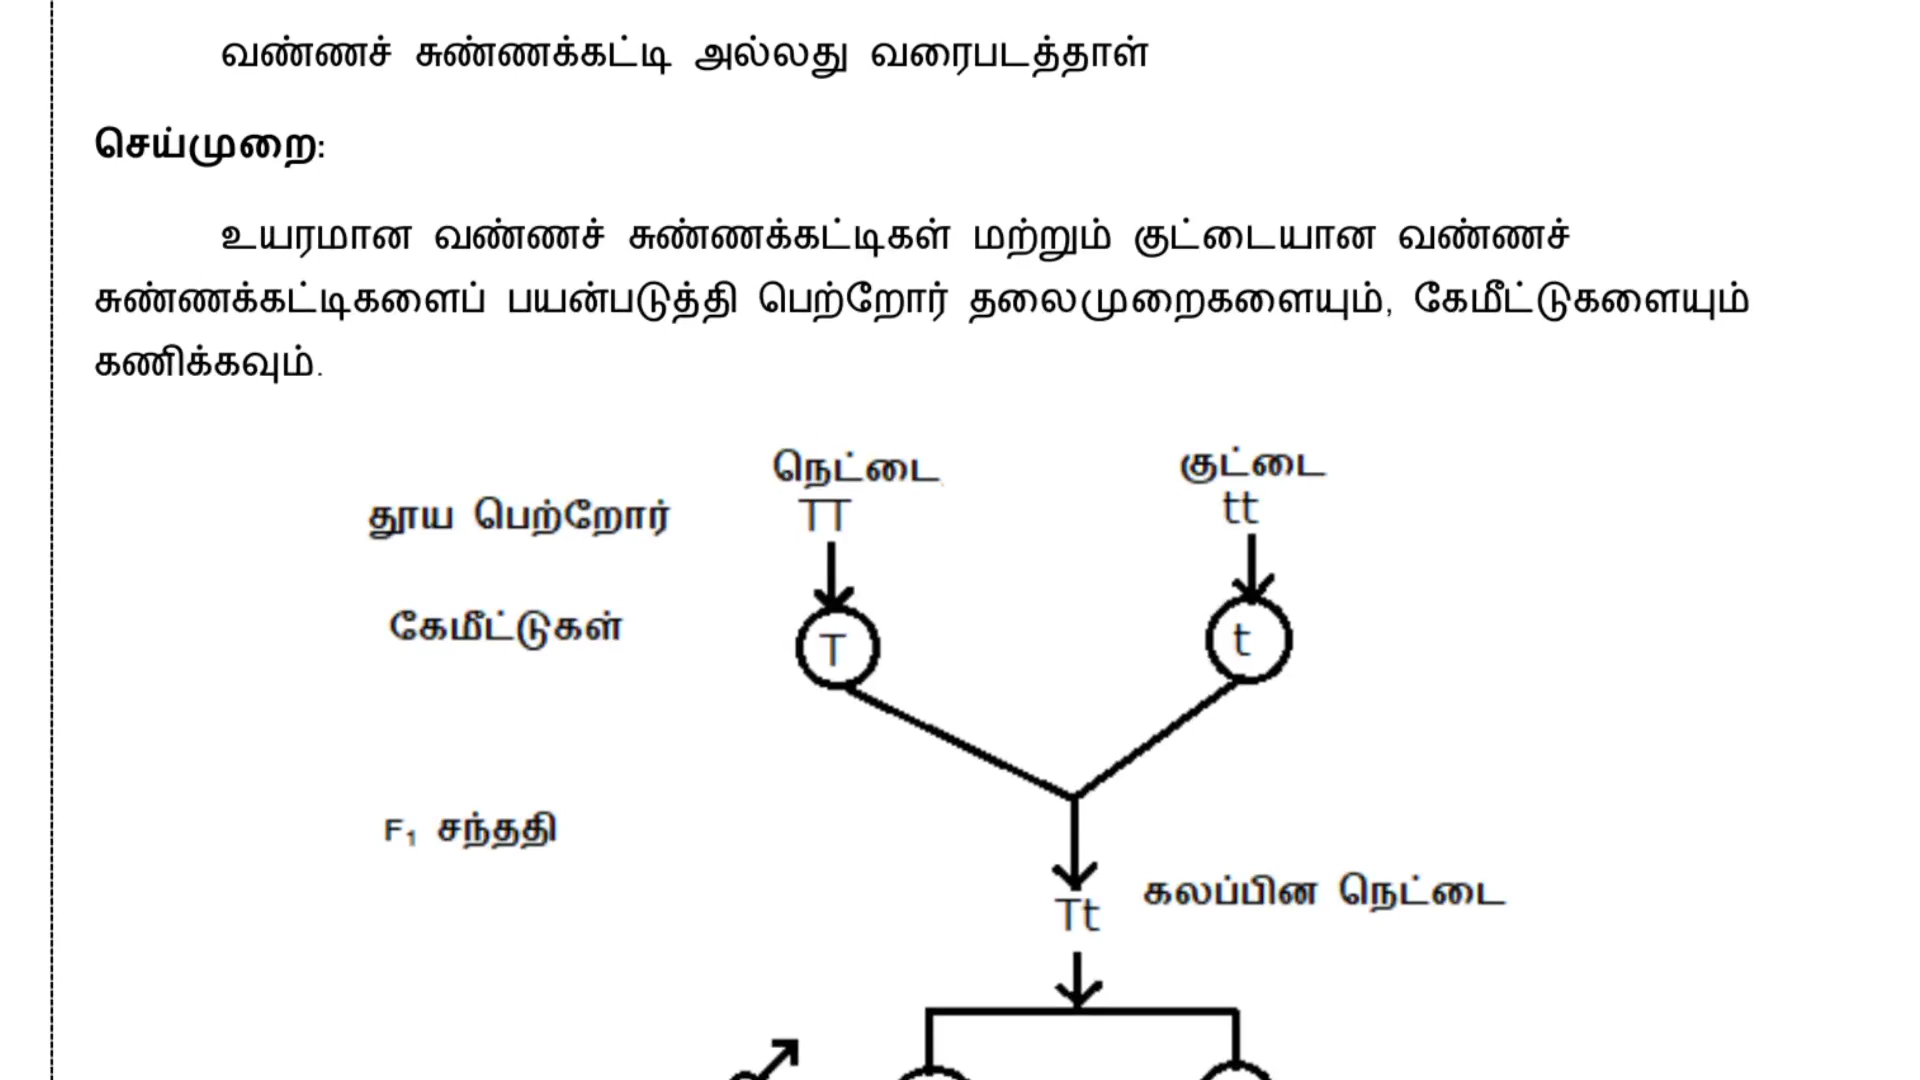 வண்ணச் சுண்ணக்கட்டி அல்லது வரைபடத்தாள்
செய்முறை:
உயரமான வண்ணச் சுண்ணக்கட்டிகள் மற்றும் குட்டையான வண்ணச்
சுண்ணக்கட்டிகளைப் பயன்படுத்தி பெற்றோர் தலைமுறைகளையும், கேமீட்டுகளையும்
கணிக்கவும்.
நெட்டை குட்டை
தூய பெற்றோர் TT tt
கேமீட்டுகள் T t
F₁ சந்ததி
கலப்பின நெட்டை
Tt